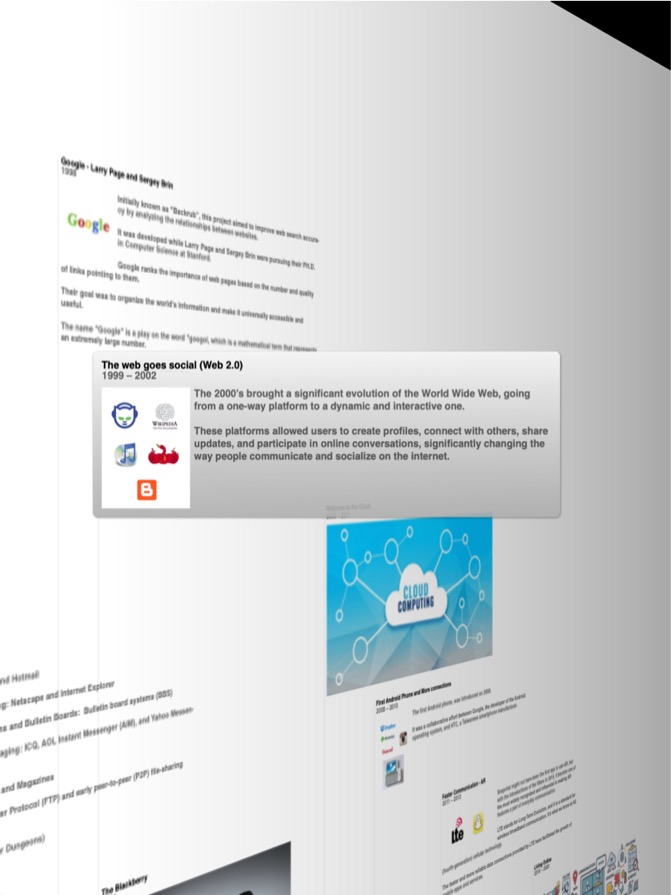 Google - Larry Page and Sergey Brin
1998
Initially known as "Backrub", this project aimed to improve web search accura-
cy by analyzing the relationships between websites.
Google
It was developed while Larry Page and Sergey Brin were pursuing their PH.D.
in Computer Science at Stanford.
Google ranks the importance of web pages based on the number and quality
of links pointing to them.
Their goal was to organize the world's information and make it universally accessible and
useful.
The name "Google" is a play on the word "googol, which is a mathematical term that represents
an extremely large number.
The web goes social (Web 2.0)
1999 – 2002
The 2000's brought a significant evolution of the World Wide Web, going
from a one-way platform to a dynamic and interactive one.
WIKIPEDIA
These platforms allowed users to create profiles, connect with others, share
updates, and participate in online conversations, significantly changing the
way people communicate and socialize on the internet.
Welcome to the Cloud
CLOUD
COMPUTING
nd Hotmail
g: Netscape and Internet Explorer
and Bulletin Boards: Bulletin board systems (BBS)
aging: ICQ, AOL Instant Messenger (AIM), and Yahoo Messen-
and Magazines
er Protocol (FTP) and early peer-to-peer (P2P) file-sharing
Dungeons)
The Blackberry
First Android Phone and More connections
2008 – 2010
The first Android phone, was introduced on 2008.
It was a collaborative effort between Google, the developer of the Android
operating system, and HTC, a Taiwanese smartphone manufacturer.
Faster Communication - AR
2011 – 2013
lte
Living Online